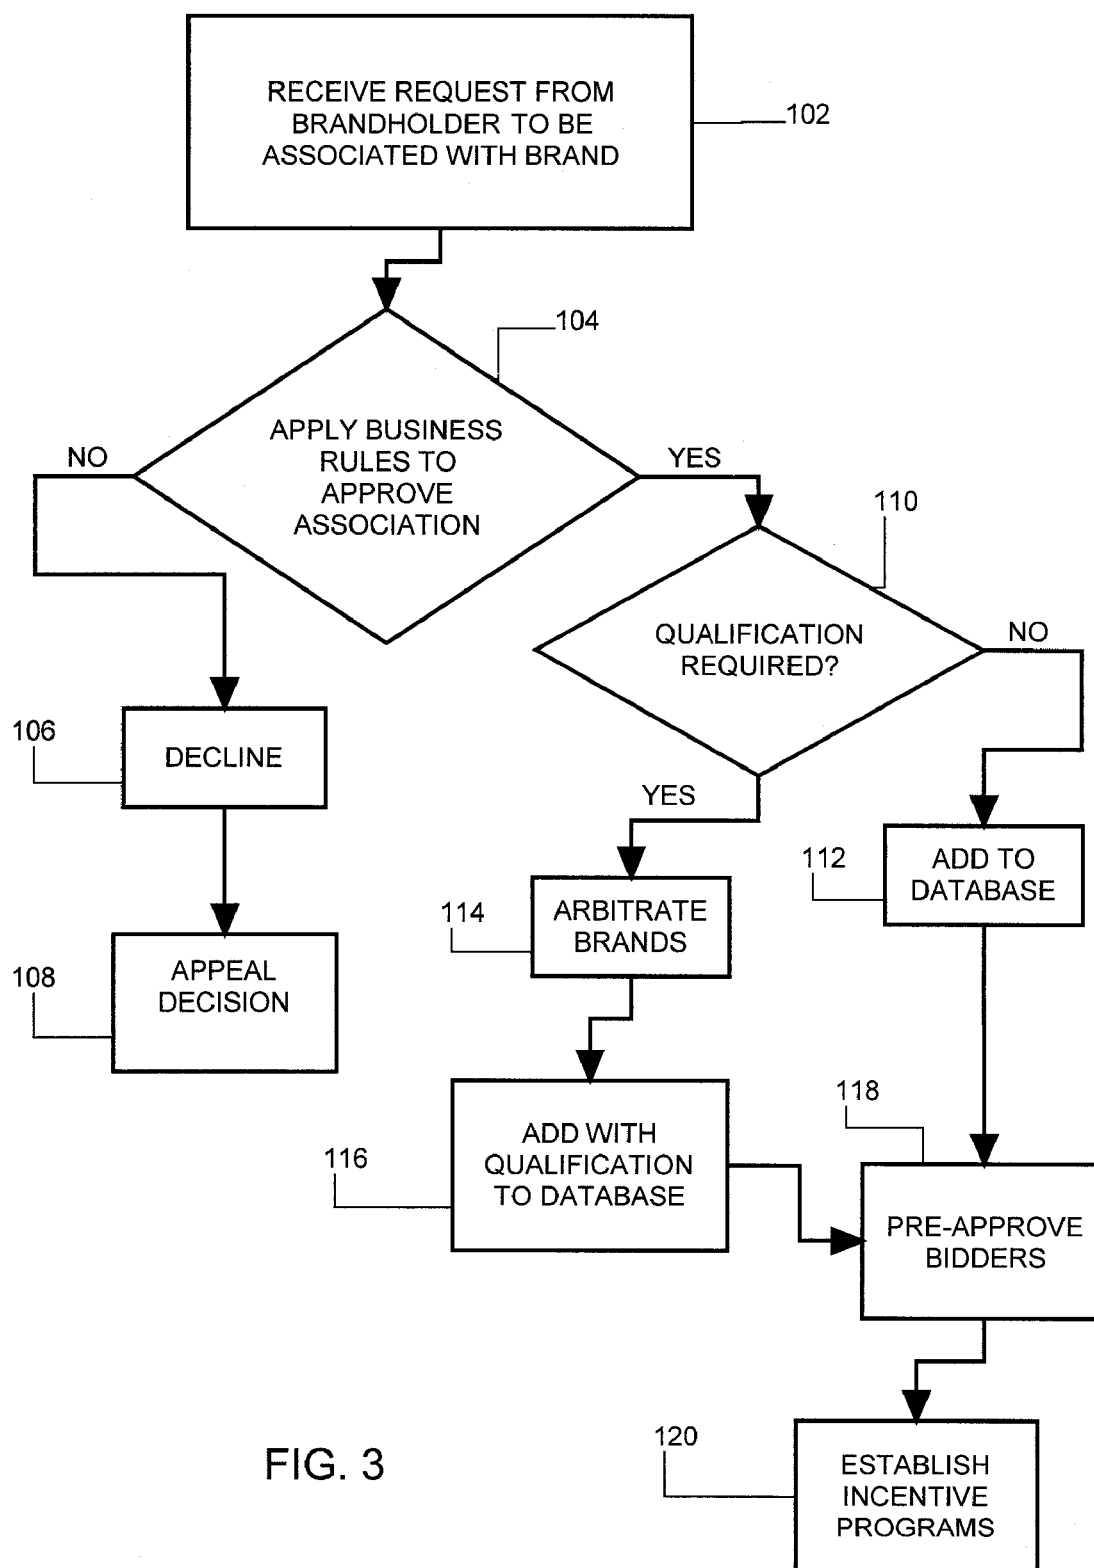 RECEIVE REQUEST FROM
BRANDHOLDER TO BE
ASSOCIATED WITH BRAND
102
104
APPLY BUSINESS
RULES TO
APPROVE
ASSOCIATION
NO
YES
110
QUALIFICATION
REQUIRED?
NO
106
DECLINE
YES
112
ADD TO
DATABASE
114
ARBITRATE
BRANDS
108
APPEAL
DECISION
116
ADD WITH
QUALIFICATION
TO DATABASE
118
PRE-APPROVE
BIDDERS
120
ESTABLISH
INCENTIVE
PROGRAMS
FIG. 3